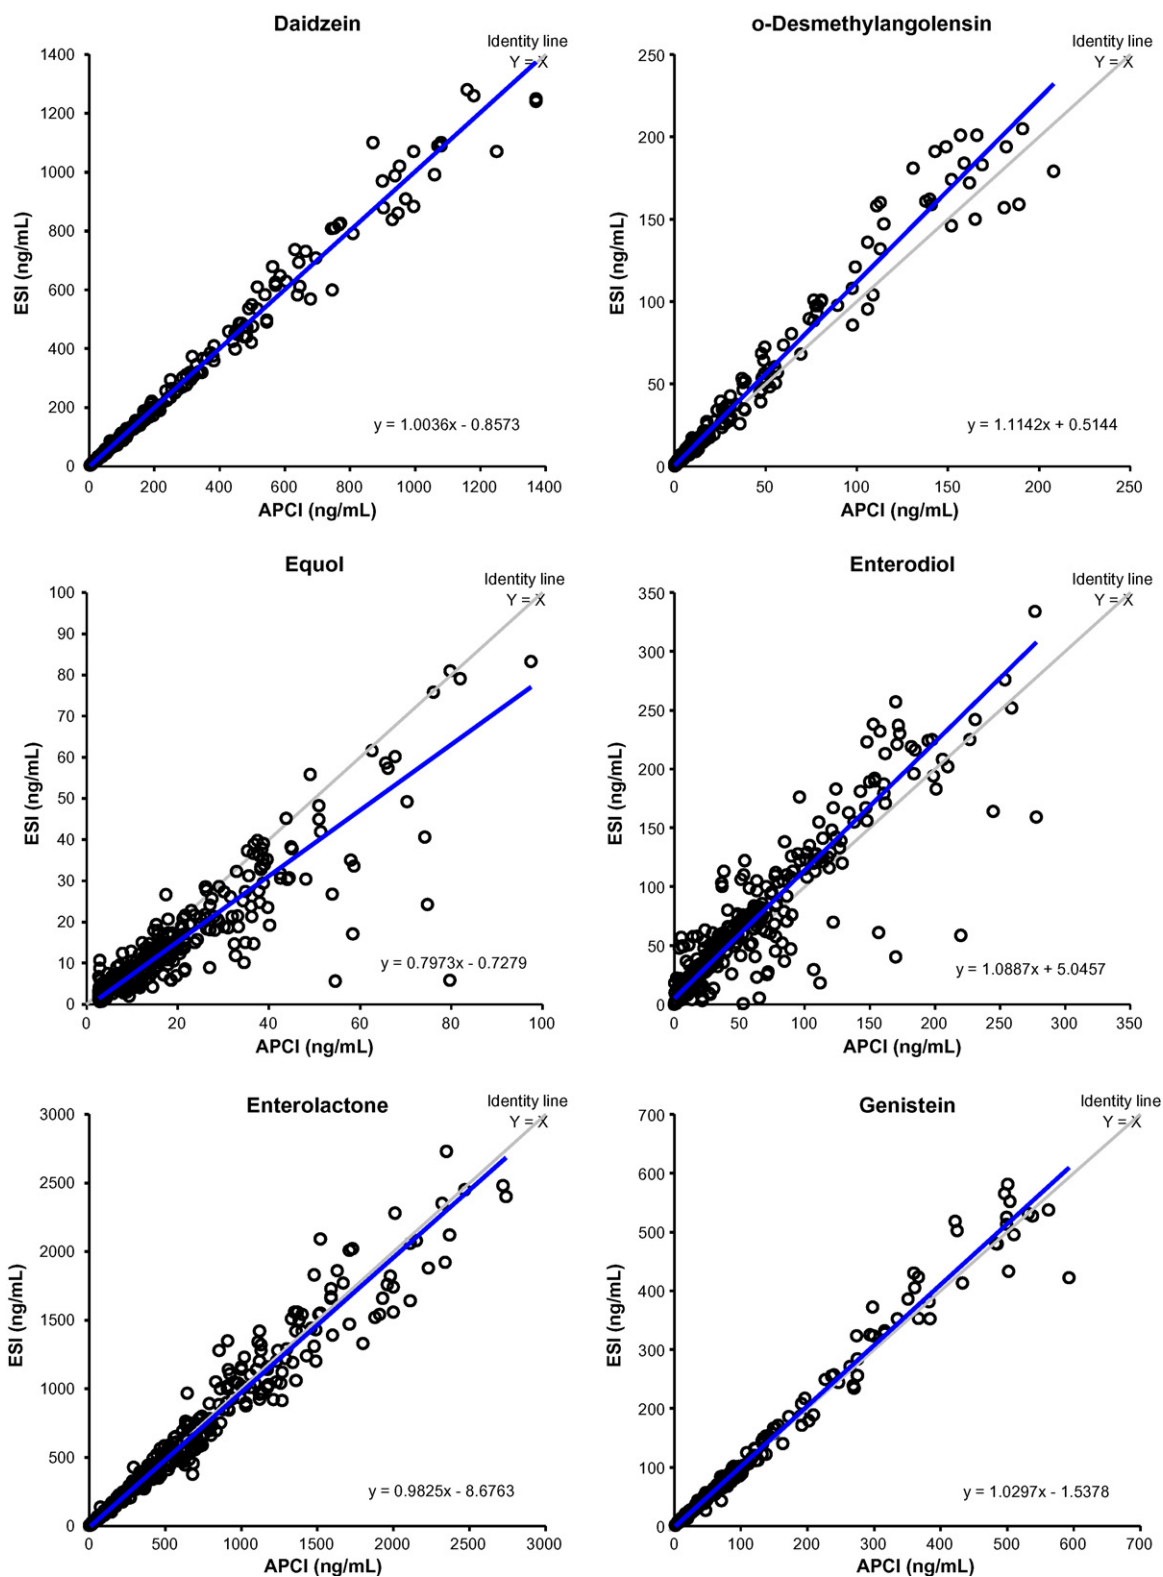 Daidzein
Identity line
Y = X
1400
1200
1000
800
600
400
200
0
ESI (ng/mL)
y = 1.0036x - 0.8573
0 200 400 600 800 1000 1200 1400
APCI (ng/mL)
o-Desmethylangolensin
Identity line
Y = X
250
200
150
100
50
0
ESI (ng/mL)
y = 1.1142x + 0.5144
0 50 100 150 200 250
APCI (ng/mL)
Equol
Identity line
Y = X
100
90
80
70
60
50
40
30
20
10
0
ESI (ng/mL)
y = 0.7973x - 0.7279
0 20 40 60 80 100
APCI (ng/mL)
Enterodiol
Identity line
Y = X
350
300
250
200
150
100
50
0
ESI (ng/mL)
y = 1.0887x + 5.0457
0 50 100 150 200 250 300 350
APCI (ng/mL)
Enterolactone
Identity line
Y = X
3000
2500
2000
1500
1000
500
0
ESI (ng/mL)
y = 0.9825x - 8.6763
0 500 1000 1500 2000 2500 3000
APCI (ng/mL)
Genistein
Identity line
Y = X
700
600
500
400
300
200
100
0
ESI (ng/mL)
y = 1.0297x - 1.5378
0 100 200 300 400 500 600 700
APCI (ng/mL)